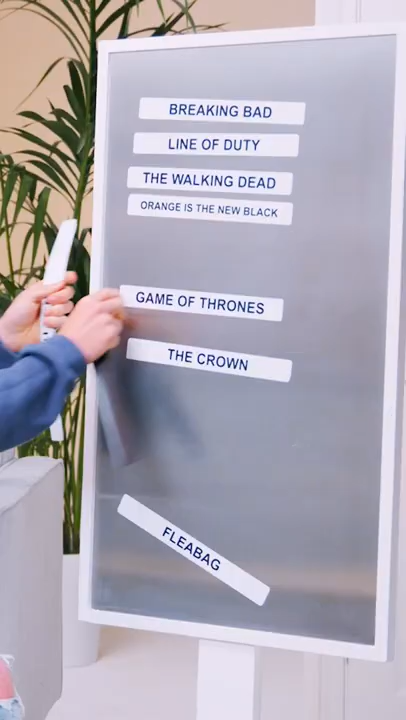 BREAKING BAD
LINE OF DUTY
THE WALKING DEAD
ORANGE IS THE NEW BLACK
GAME OF THRONES
THE CROWN
FLEABAG